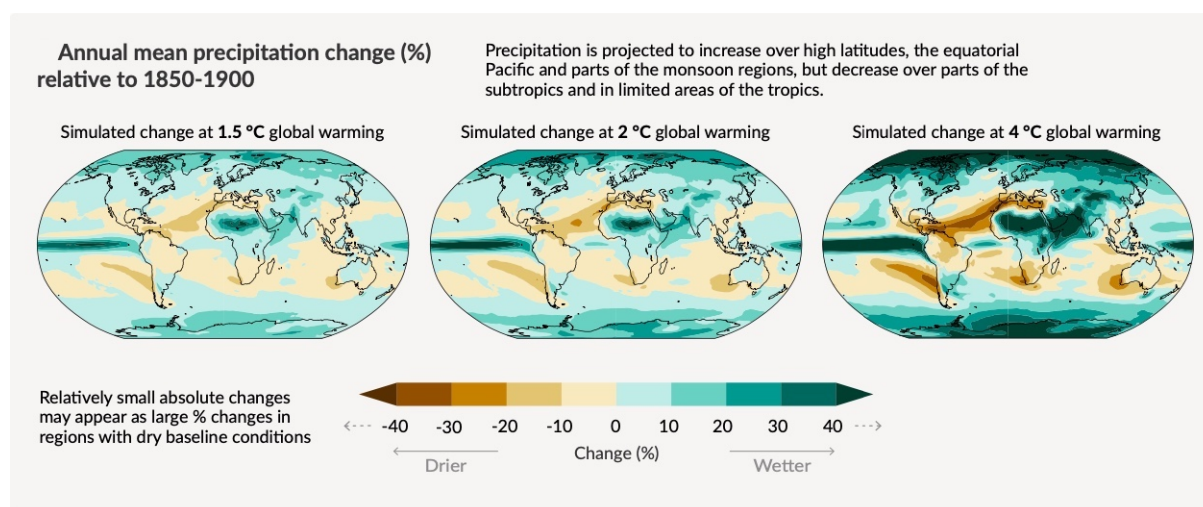 Annual mean precipitation change (%)
relative to 1850-1900
Precipitation is projected to increase over high latitudes, the equatorial
Pacific and parts of the monsoon regions, but decrease over parts of the
subtropics and in limited areas of the tropics.
Simulated change at 1.5 °C global warming
Simulated change at 2 °C global warming
Simulated change at 4 °C global warming
Relatively small absolute changes
may appear as large % changes in
regions with dry baseline conditions
-40 -30 -20 -10 0 10 20 30 40
Change (%)
Drier
Wetter